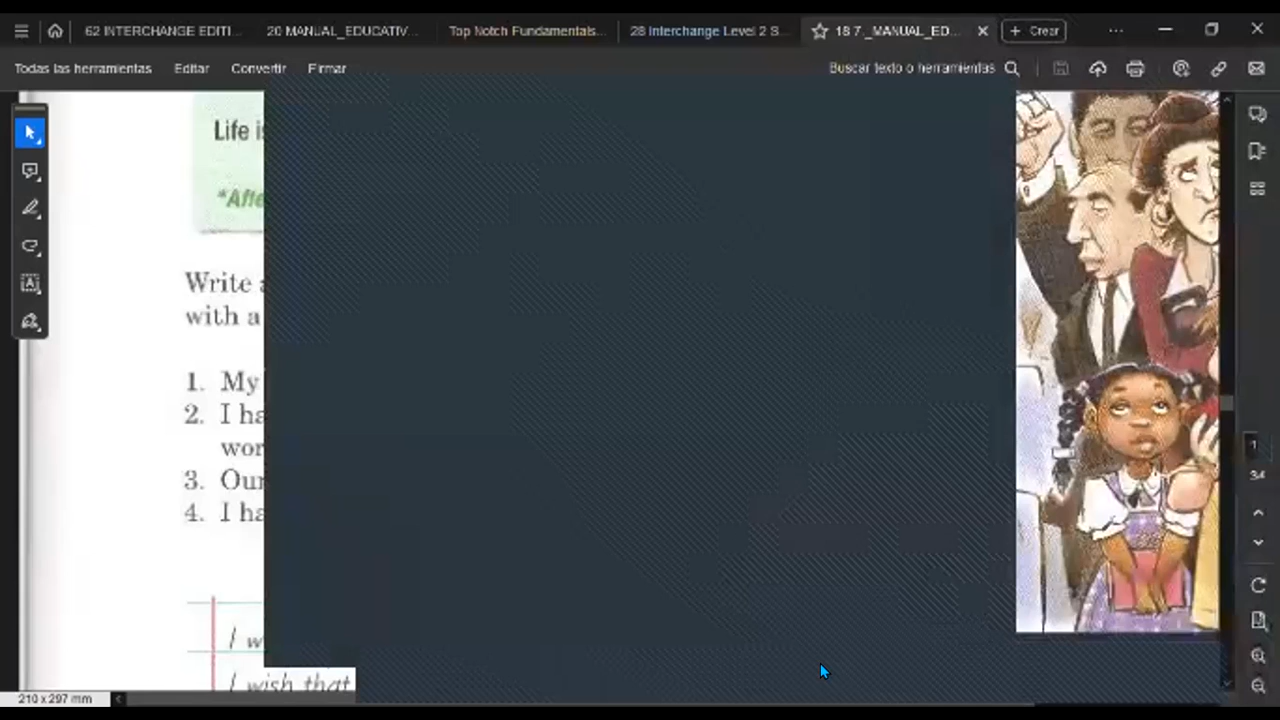 62 INTERCHANGE EDITI...
20 MANUAL_EDUCATIV...
Top Notch Fundamentals...
28 Interchange Level 2 S...
18 7._MANUAL_ED...
+ Crear
Todas las herramientas
Editar
Convertir
Firmar
Buscar texto o herramientas
Life
*Afte
Write
with a
1. My
2. I ha
wor
3. Our
4. I ha
I w
I wish that
1
34
210 x 297 mm